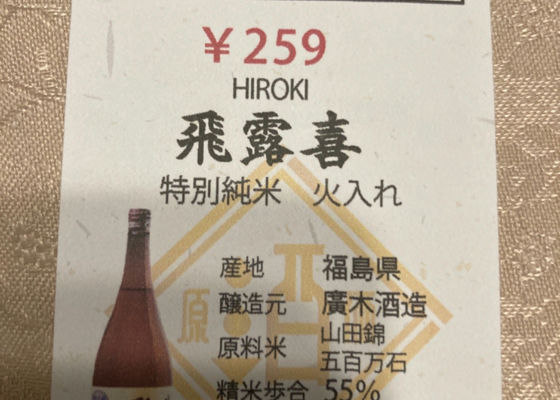 ￥259
HIROKI
飛露喜
特別純米　火入れ
産地　福島県
醸造元　廣木酒造
原料米　山田錦
五百万石
精米歩合　55%
原酒